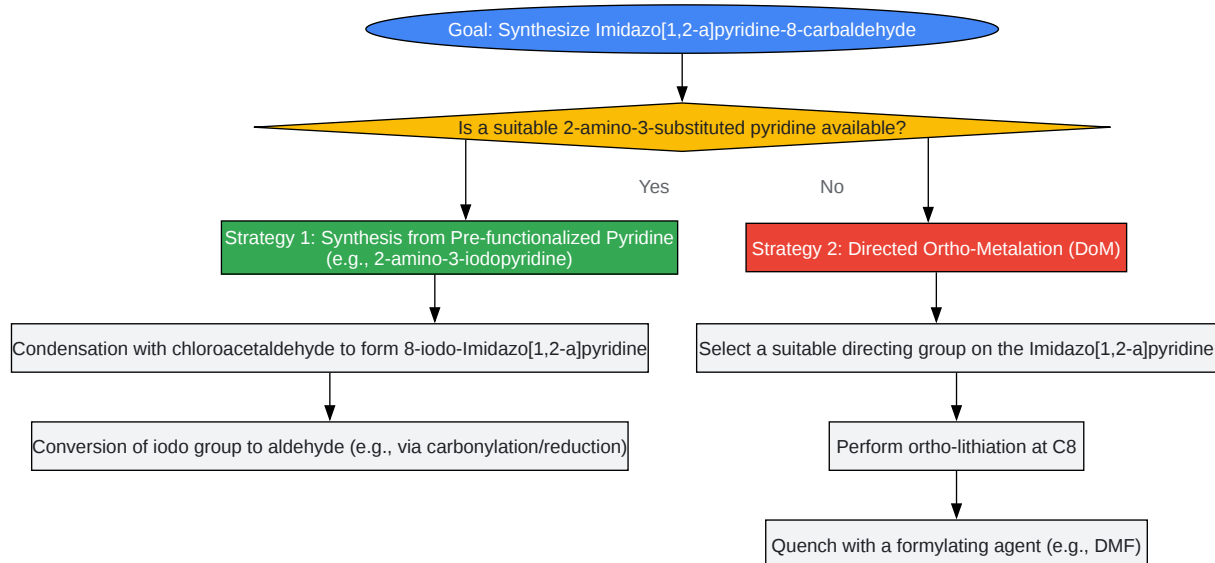 Goal: Synthesize Imidazo[1,2-a]pyridine-8-carbaldehyde
Is a suitable 2-amino-3-substituted pyridine available?
Yes
No
Strategy 1: Synthesis from Pre-functionalized Pyridine
(e.g., 2-amino-3-iodopyridine)
Strategy 2: Directed Ortho-Metalation (DoM)
Condensation with chloroacetaldehyde to form 8-iodo-Imidazo[1,2-a]pyridine
Select a suitable directing group on the Imidazo[1,2-a]pyridine
Conversion of iodo group to aldehyde (e.g., via carbonylation/reduction)
Perform ortho-lithiation at C8
Quench with a formylating agent (e.g., DMF)